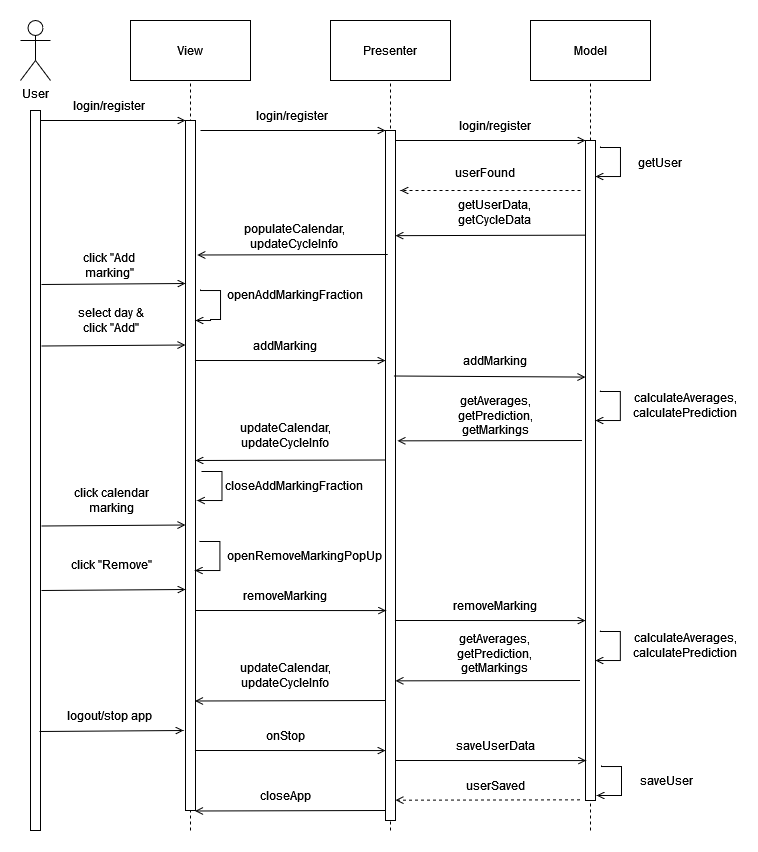 View
Presenter
Model
User
login/register
login/register
login/register
getUser
userFound
getUserData,
getCycleData
populateCalendar,
updateCycleInfo
click "Add
marking"
openAddMarkingFraction
select day &
click "Add"
addMarking
addMarking
calculateAverages,
calculatePrediction
getAverages,
getPrediction,
getMarkings
updateCalendar,
updateCycleInfo
closeAddMarkingFraction
click calendar
marking
openRemoveMarkingPopUp
click "Remove"
removeMarking
removeMarking
calculateAverages,
calculatePrediction
getAverages,
getPrediction,
getMarkings
updateCalendar,
updateCycleInfo
logout/stop app
onStop
saveUserData
saveUser
userSaved
closeApp